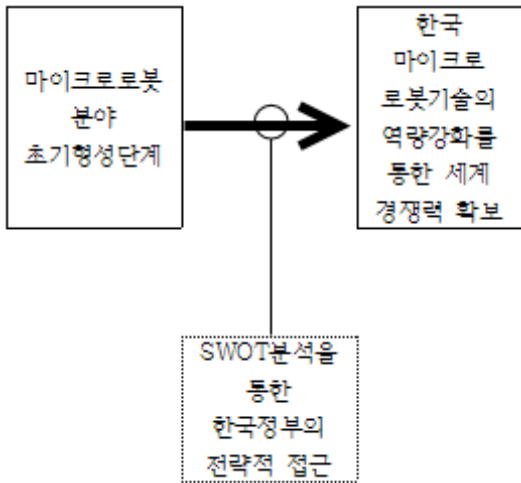 마이크로로봇
분야
초기형성단계
한국
마이크로
로봇기술의
역량강화를
통한 세계
경쟁력 확보
SWOT분석을
통한
한국정부의
전략적 접근